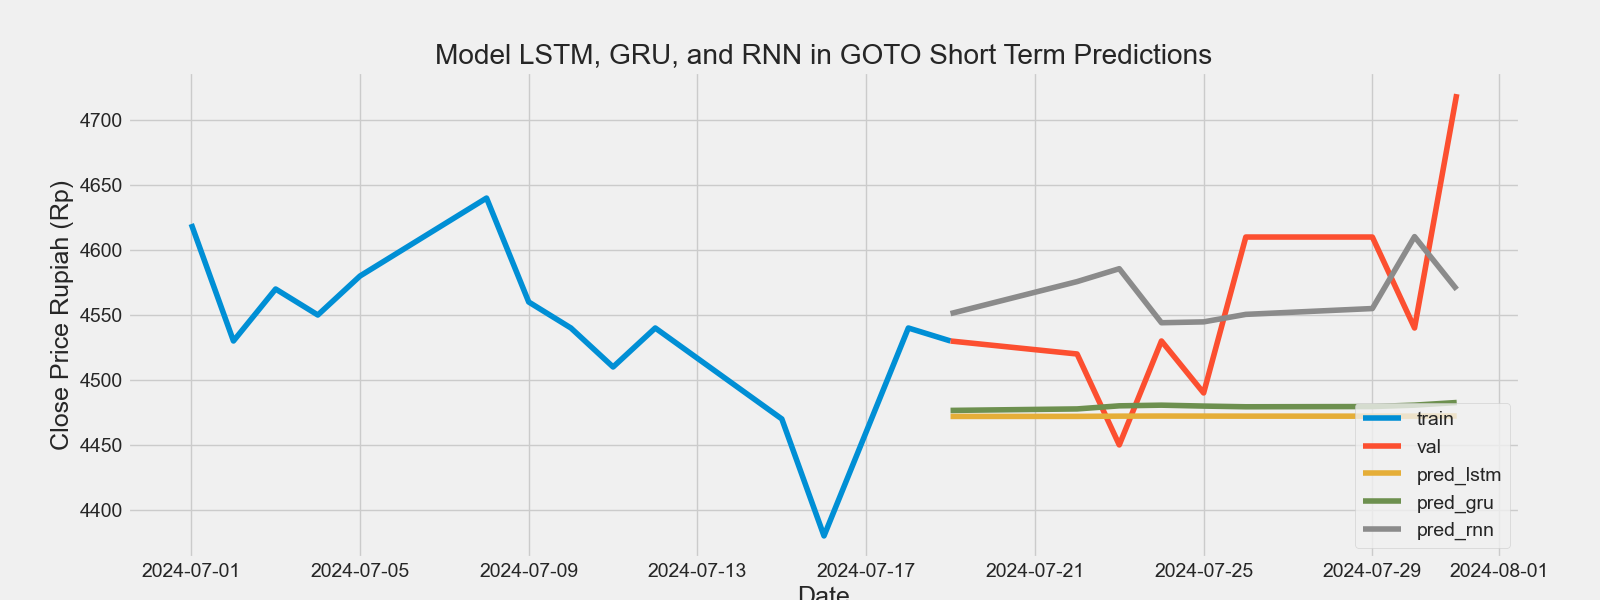 Model LSTM, GRU, and RNN in GOTO Short Term Predictions
Close Price Rupiah (Rp)
4700
4650
4600
4550
4500
4450
4400
train
val
pred_lstm
pred_gru
pred_rnn
2024-07-01 2024-07-05 2024-07-09 2024-07-13 2024-07-17 2024-07-21 2024-07-25 2024-07-29 2024-08-01
Date